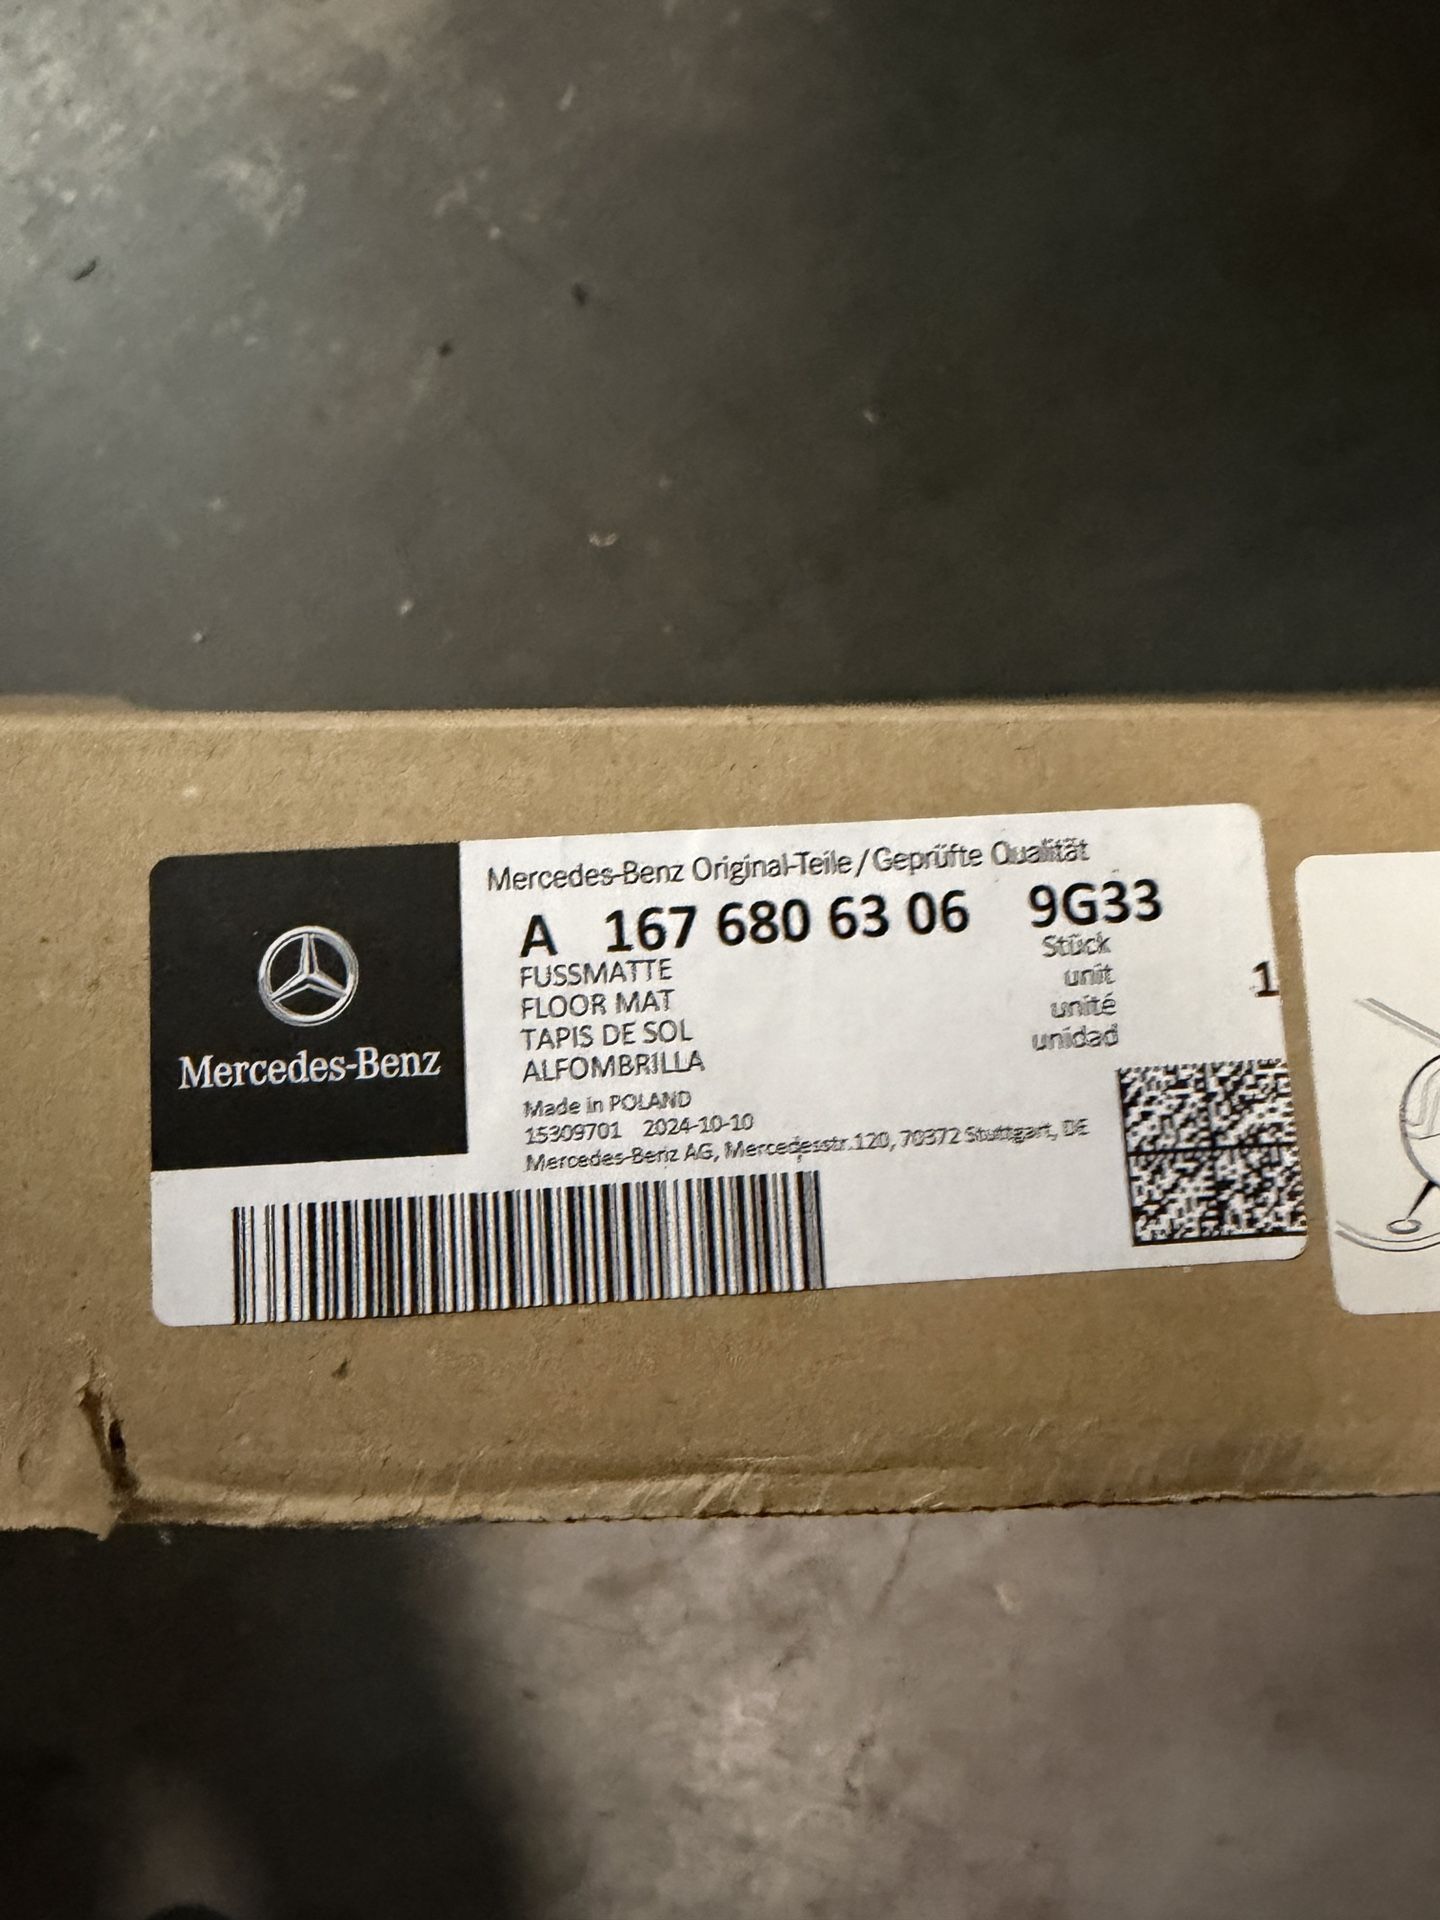 Mercedes-Benz Original-Teile / Geprüfte Qualität
A 167 680 63 06 9G33
FUSSMATTE Stück
FLOOR MAT unit 1
TAPIS DE SOL unité
ALFOMBRILLA unidad
Made in POLAND
15309701 2024-10-10
Mercedes-Benz AG, Mercedesstr.120, 70372 Stuttgart, DE
Mercedes-Benz